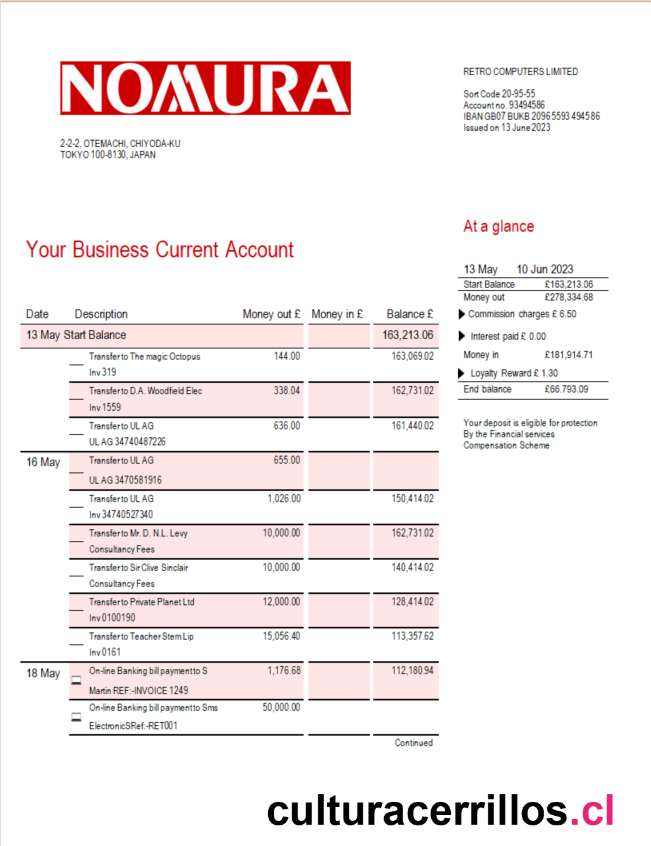 NOMURA
2-2-2, OTEMACHI, CHIYODA-KU
TOKYO 100-8130, JAPAN
RETRO COMPUTERS LIMITED
Sort Code 20-95-55
Account no. 93494586
IBAN GB07 BUKB 2096 5593 4945 86
Issued on 13 June 2023
At a glance
13 May 10 Jun 2023
Start Balance £163,213.06
Money out £278,334.68
Commission charges £ 6.50
Interest paid £ 0.00
Money in £181,914.71
Loyalty Reward £ 1.30
End balance £66.793.09
Your deposit is eligible for protection
By the Financial services
Compensation Scheme
Your Business Current Account
Date Description Money out £ Money in £ Balance £
13 May Start Balance 163,213.06
Transfer to The magic Octopus 144.00 163,069.02
Inv 319
Transfer to D.A. Woodfield Elec 338.04 162,731.02
Inv 1559
Transfer to UL AG 636.00 161,440.02
UL AG 34740487226
16 May Transfer to UL AG 655.00
UL AG 3470581916
Transfer to UL AG 1,026.00 150,414.02
Inv 34740527340
Transfer to Mr. D. N.L. Levy 10,000.00 162,731.02
Consultancy Fees
Transfer to Sir Clive Sinclair 10,000.00 140,414.02
Consultancy Fees
Transfer to Private Planet Ltd 12,000.00 128,414.02
Inv 0100190
Transfer to Teacher Stem Lip 15,056.40 113,357.62
Inv 0161
18 May On-line Banking bill payment to S 1,176.68 112,180.94
Martin REF:-INVOICE 1249
On-line Banking bill payment to Sms 50,000.00
ElectronicSRef:-RET001
Continued
culturacerrillos.cl